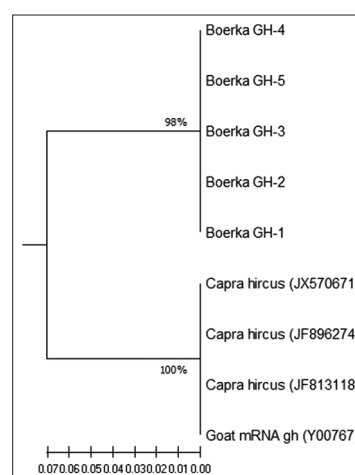 Boerka GH-4
Boerka GH-5
98%
Boerka GH-3
Boerka GH-2
Boerka GH-1
Capra hircus (JX570671
Capra hircus (JF896274
100%
Capra hircus (JF813118
Goat mRNA gh (Y00767
0.07 0.06 0.05 0.04 0.03 0.02 0.01 0.00